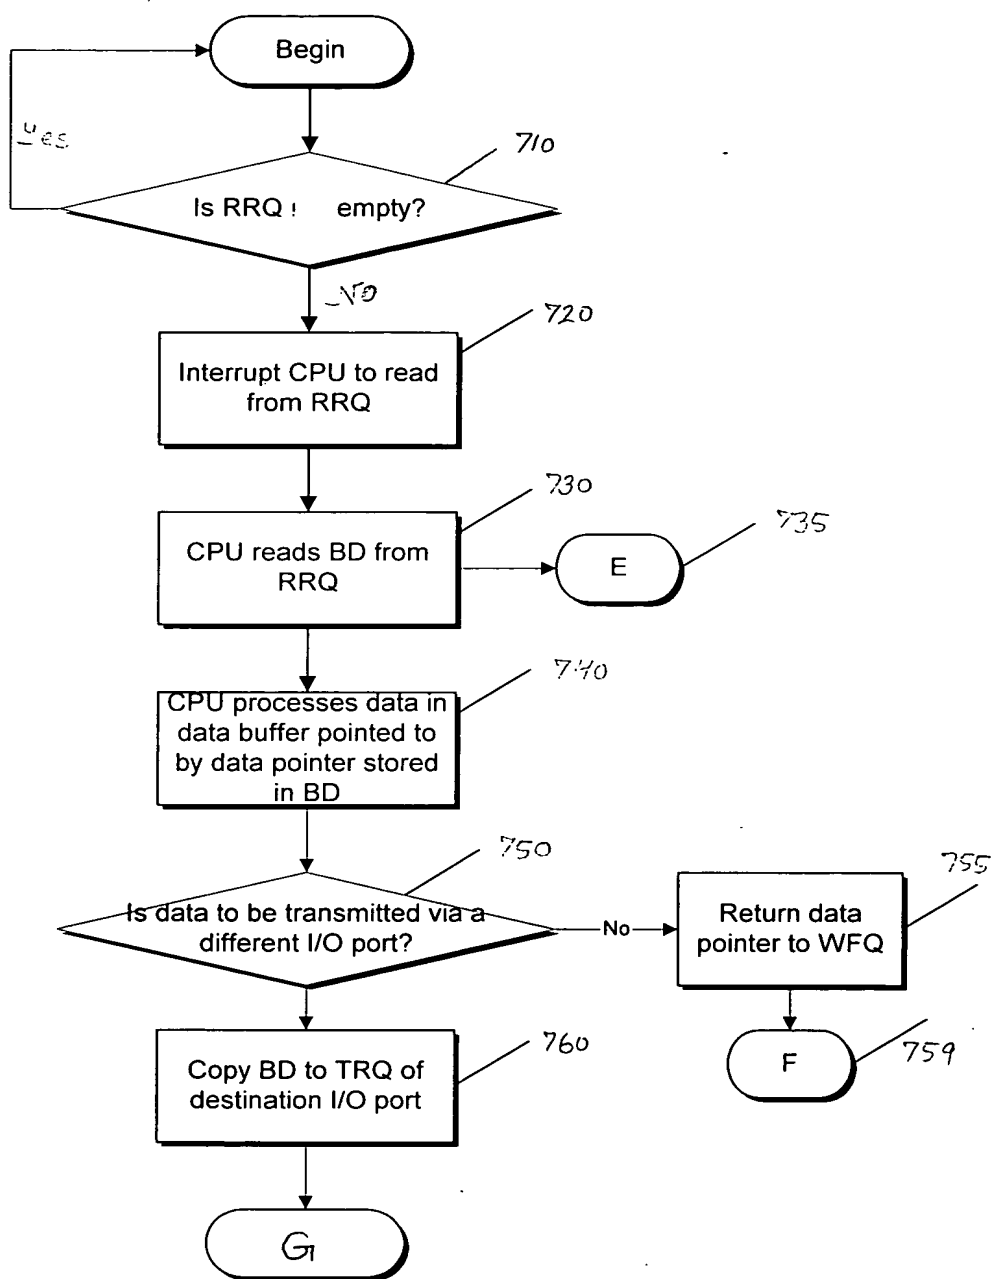 Begin
Yes
710
Is RRQ ! empty?
No
720
Interrupt CPU to read
from RRQ
730
CPU reads BD from
RRQ
E
735
740
CPU processes data in
data buffer pointed to
by data pointer stored
in BD
750
Is data to be transmitted via a
different I/O port?
No
755
Return data
pointer to WFQ
F
759
760
Copy BD to TRQ of
destination I/O port
G